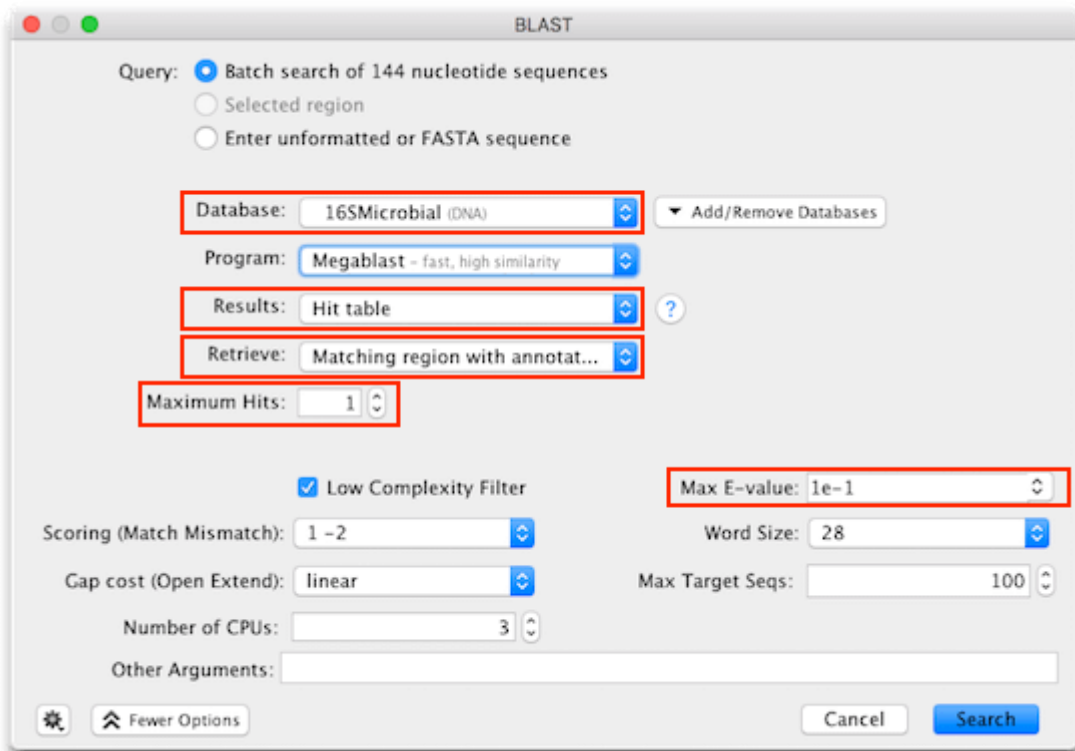 BLAST
Query: Batch search of 144 nucleotide sequences
Selected region
Enter unformatted or FASTA sequence
Database: 16SMicrobial (DNA) Add/Remove Databases
Program: Megablast - fast, high similarity
Results: Hit table ?
Retrieve: Matching region with annotat...
Maximum Hits: 1
Low Complexity Filter Max E-value: 1e-1
Scoring (Match Mismatch): 1 -2 Word Size: 28
Gap cost (Open Extend): linear Max Target Seqs: 100
Number of CPUs: 3
Other Arguments:
Fewer Options Cancel Search